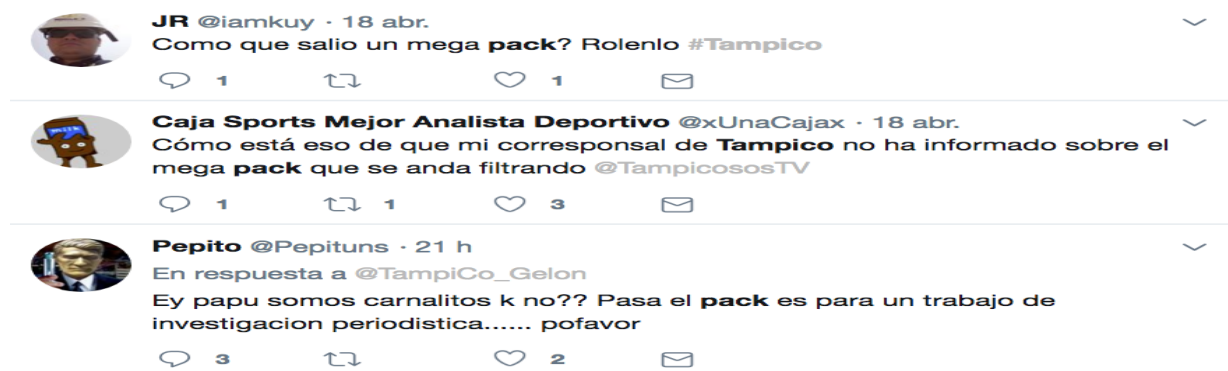 JR @iamkuy · 18 abr.
Como que salio un mega pack? Rolenlo #Tampico
1 1
Caja Sports Mejor Analista Deportivo @xUnaCajax · 18 abr.
Cómo está eso de que mi corresponsal de Tampico no ha informado sobre el
mega pack que se anda filtrando @TampicososTV
1 1 3
Pepito @Pepituns · 21 h
En respuesta a @TampiCo_Gelon
Ey papu somos carnalitos k no?? Pasa el pack es para un trabajo de
investigacion periodistica...... pofavor
3 2